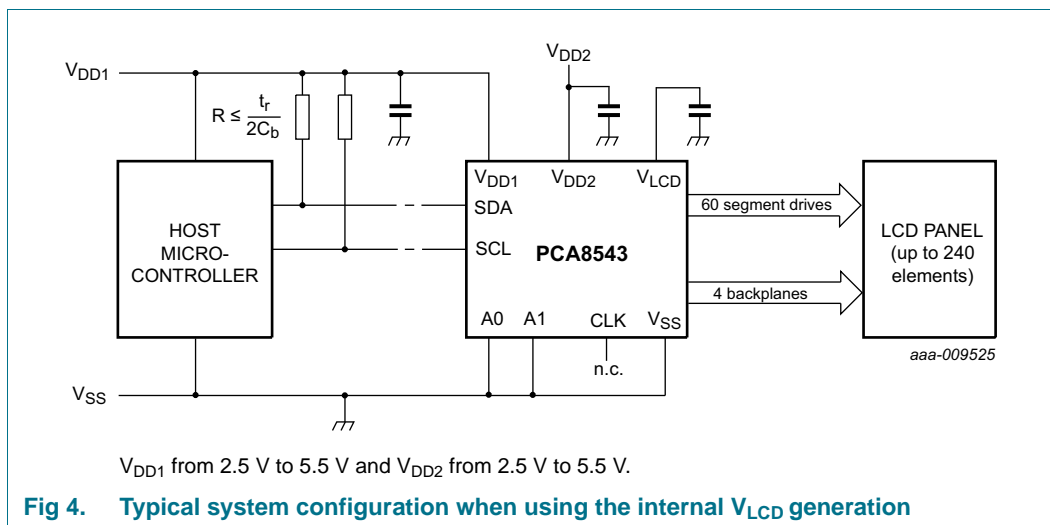 VDD2
VDD1
R ≤ tr
2Cb
VDD1
VDD2
VLCD
SDA
60 segment drives
HOST
MICRO-
CONTROLLER
SCL
PCA8543
LCD PANEL
(up to 240
elements)
4 backplanes
A0
A1
CLK
VSS
n.c.
aaa-009525
VSS
VDD1 from 2.5 V to 5.5 V and VDD2 from 2.5 V to 5.5 V.
Fig 4. Typical system configuration when using the internal VLCD generation